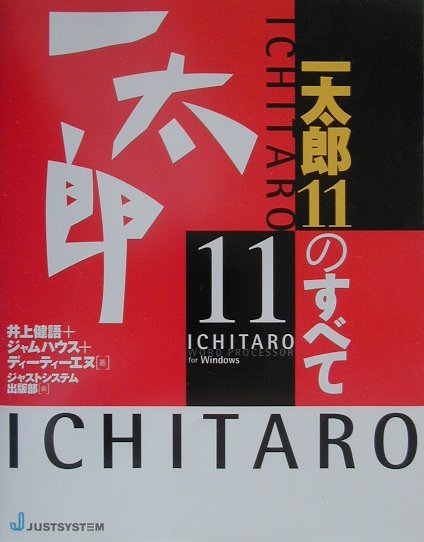 一太郎
ICHITARO
一太郎11のすべて
11
ICHITARO
WORD PROCESSOR
for Windows
井上健語+
ジャムハウス+
ディーティーエヌ[著]
ジャストシステム
出版部[編]
ICHITARO
JUSTSYSTEM